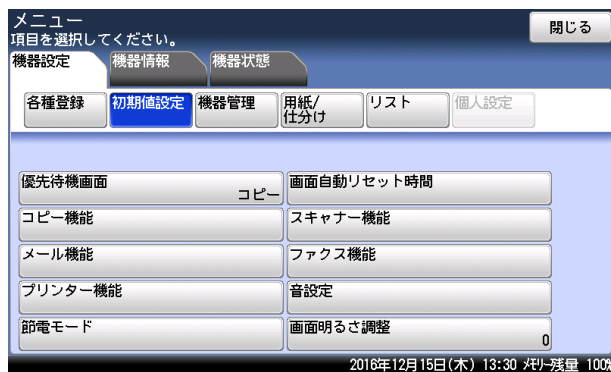 メニュー
項目を選択してください。
閉じる
機器設定 機器情報 機器状態
各種登録 初期値設定 機器管理 用紙/ リスト 個人設定
仕分け
優先待機画面 画面自動リセット時間
コピー
コピー機能 スキャナー機能
メール機能 ファクス機能
プリンター機能 音設定
節電モード 画面明るさ調整
0
2016年12月15日(木) 13:30 メモリー残量 100%